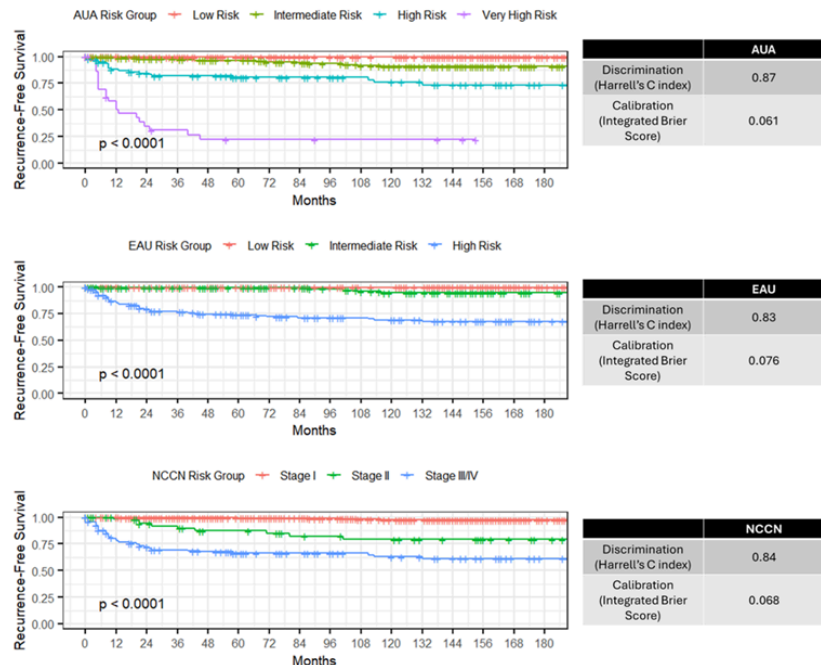 AUA Risk Group Low Risk Intermediate Risk High Risk Very High Risk
Recurrence-Free Survival
1.00
0.75
0.50
0.25
0.00
p < 0.0001
0 12 24 36 48 60 72 84 96 108 120 132 144 156 168 180
Months
AUA
Discrimination
(Harrell's C index)
0.87
Calibration
(Integrated Brier
Score)
0.061
EAU Risk Group Low Risk Intermediate Risk High Risk
Recurrence-Free Survival
1.00
0.75
0.50
0.25
0.00
p < 0.0001
0 12 24 36 48 60 72 84 96 108 120 132 144 156 168 180
Months
EAU
Discrimination
(Harrell's C index)
0.83
Calibration
(Integrated Brier
Score)
0.076
NCCN Risk Group Stage I Stage II Stage III/IV
Recurrence-Free Survival
1.00
0.75
0.50
0.25
0.00
p < 0.0001
0 12 24 36 48 60 72 84 96 108 120 132 144 156 168 180
Months
NCCN
Discrimination
(Harrell's C index)
0.84
Calibration
(Integrated Brier
Score)
0.068